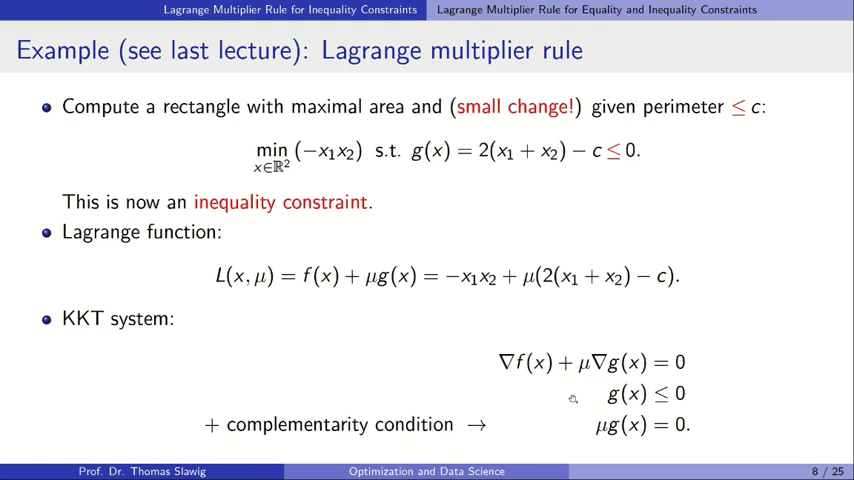 Lagrange Multiplier Rule for Inequality Constraints Lagrange Multiplier Rule for Equality and Inequality Constraints
Example (see last lecture): Lagrange multiplier rule
Compute a rectangle with maximal area and (small change!) given perimeter ≤ c:
min (−x₁x₂) s.t. g(x) = 2(x₁ + x₂) − c ≤ 0.
x∈ℝ²
This is now an inequality constraint.
Lagrange function:
L(x, μ) = f(x) + μg(x) = −x₁x₂ + μ(2(x₁ + x₂) − c).
KKT system:
∇f(x) + μ∇g(x) = 0
g(x) ≤ 0
+ complementarity condition → μg(x) = 0.
Prof. Dr. Thomas Slawig Optimization and Data Science 8 / 25